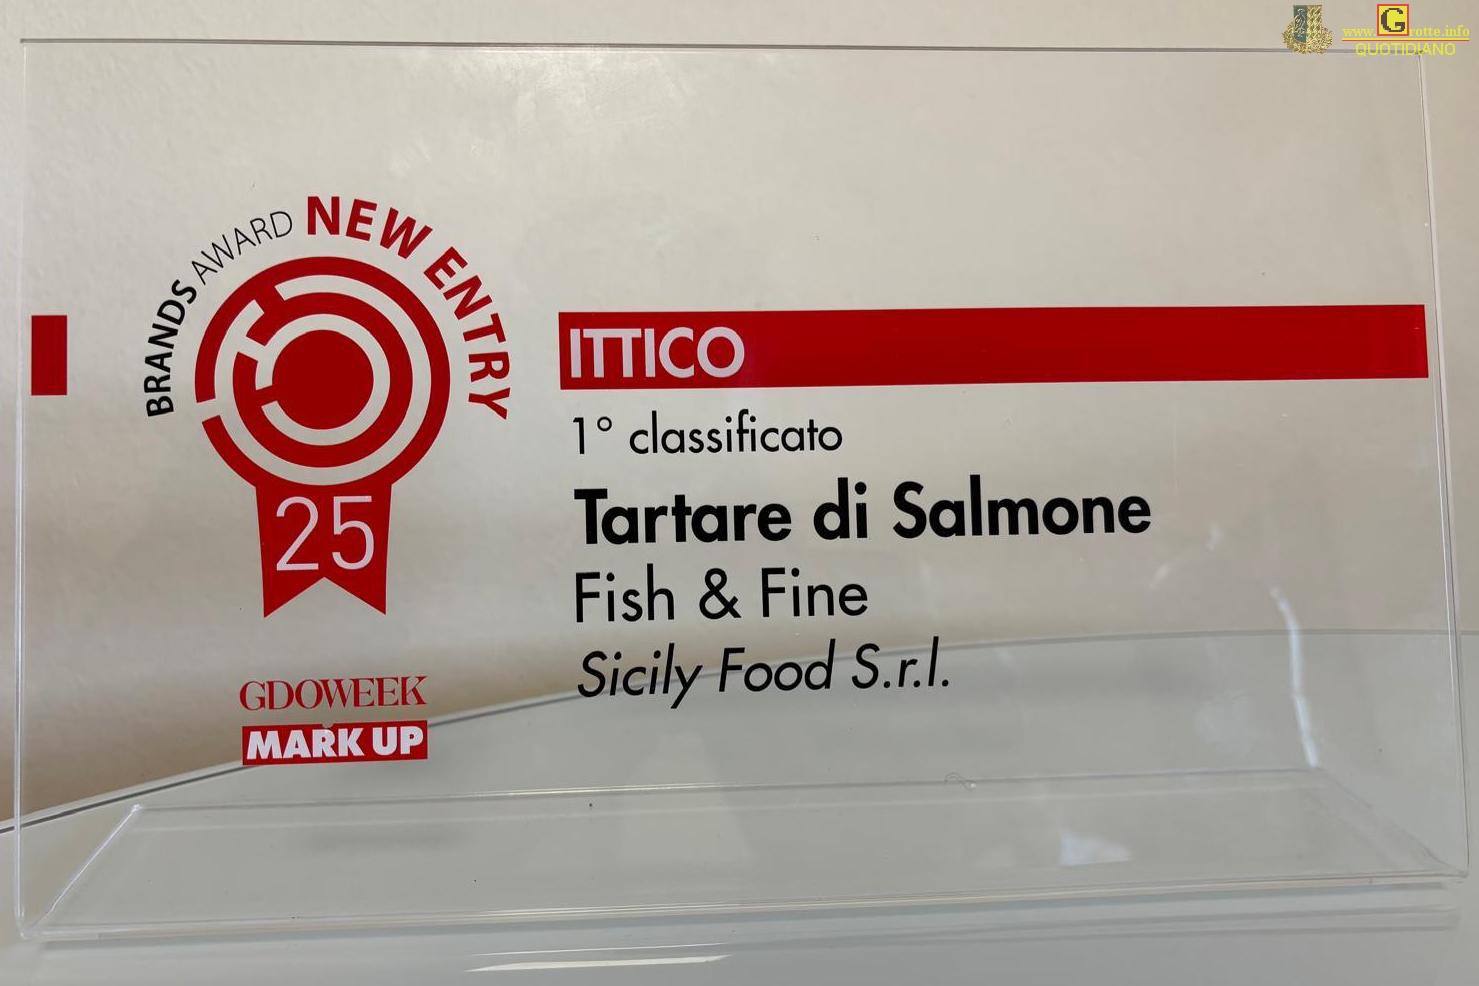 www.Grotte.info
QUOTIDIANO
BRANDS AWARD NEW ENTRY
25
GDOWEEK
MARK UP
ITTICO
1° classificato
Tartare di Salmone
Fish & Fine
Sicily Food S.r.l.